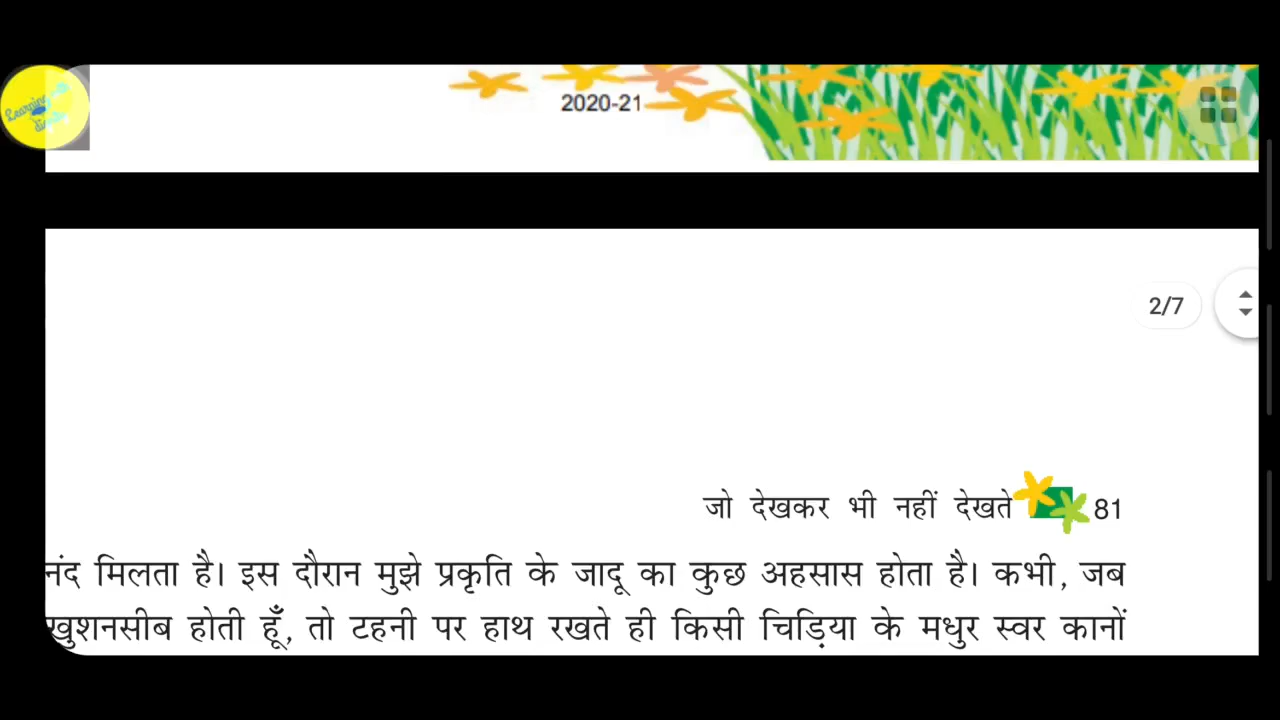 Learning
2020-21
2/7
जो देखकर भी नहीं देखते 81
नंद मिलता है। इस दौरान मुझे प्रकृति के जादू का कुछ अहसास होता है। कभी, जब
खुशनसीब होती हूँ, तो टहनी पर हाथ रखते ही किसी चिड़िया के मधुर स्वर कानों